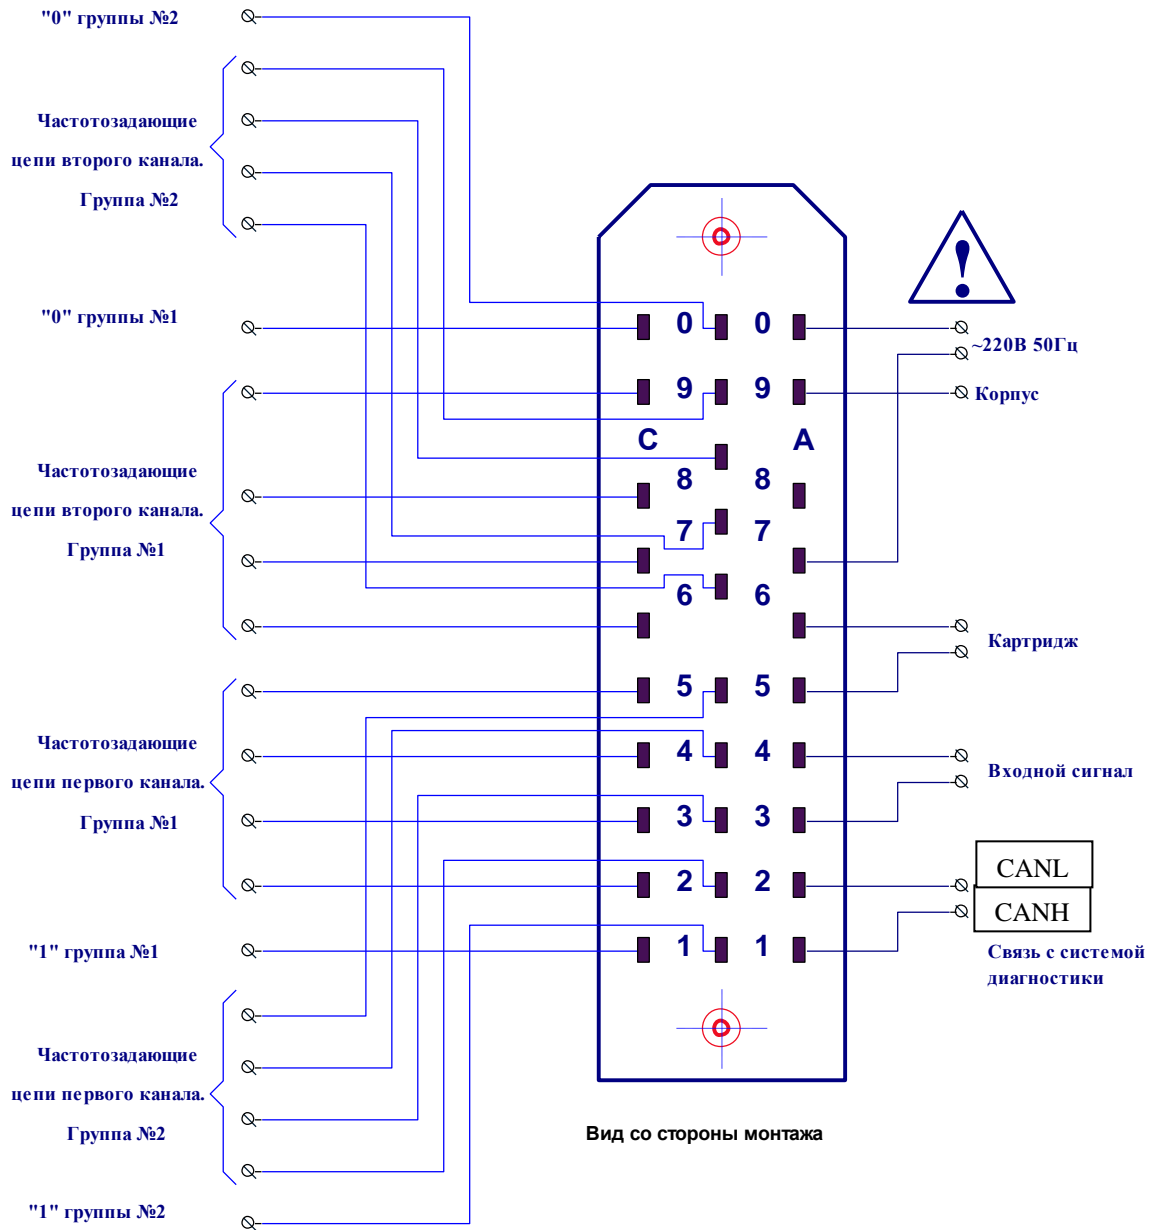 "0" группы №2
Частотозадающие
цепи второго канала.
Группа №2
"0" группы №1
Частотозадающие
цепи второго канала.
Группа №1
Частотозадающие
цепи первого канала.
Группа №1
"1" группа №1
Частотозадающие
цепи первого канала.
Группа №2
"1" группы №2
0 0
9 9
C A
8 8
7 7
6 6
5 5
4 4
3 3
2 2
1 1
!
~220В 50Гц
Корпус
Картридж
Входной сигнал
CANL
CANH
Связь с системой
диагностики
Вид со стороны монтажа